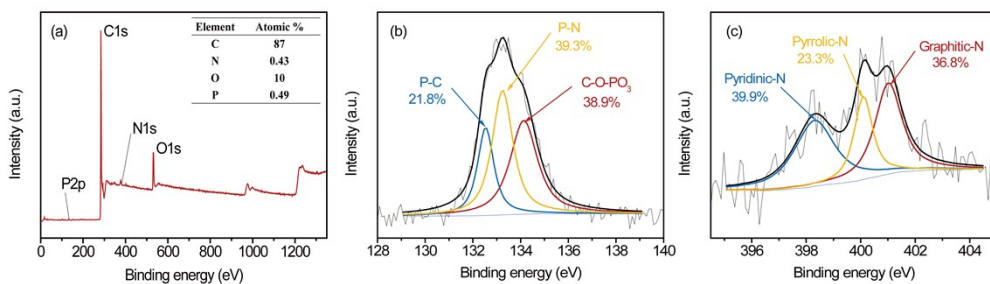 (a)
C1s
Element Atomic %
C 87
N 0.43
O 10
P 0.49
N1s
O1s
P2p
Intensity (a.u.)
0 200 400 600 800 1000 1200
Binding energy (eV)
(b)
P-N
39.3%
P-C
21.8%
C-O-PO₃
38.9%
Intensity (a.u.)
128 130 132 134 136 138 140
Binding energy (eV)
(c)
Pyrrolic-N
23.3%
Graphitic-N
36.8%
Pyridinic-N
39.9%
Intensity (a.u.)
396 398 400 402 404
Binding energy (eV)